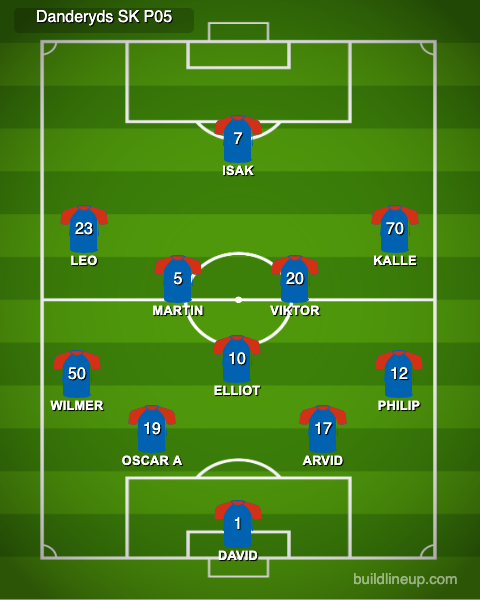 Danderyds SK P05
7
ISAK
23
LEO
70
KALLE
5
MARTIN
20
VIKTOR
10
ELLIOT
50
WILMER
12
PHILIP
19
OSCAR A
17
ARVID
1
DAVID
buildlineup.com